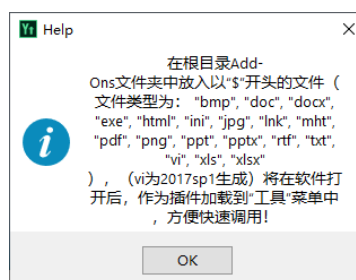 Yt Help
在根目录Add-
Ons文件夹中放入以"$"开头的文件（
文件类型为： "bmp", "doc", "docx",
"exe", "html", "ini", "jpg", "lnk", "mht",
"pdf", "png", "ppt", "pptx", "rtf", "txt",
"vi", "xls", "xlsx"
），（vi为2017sp1生成）将在软件打
开后，作为插件加载到“工具”菜单中
，方便快速调用！
OK